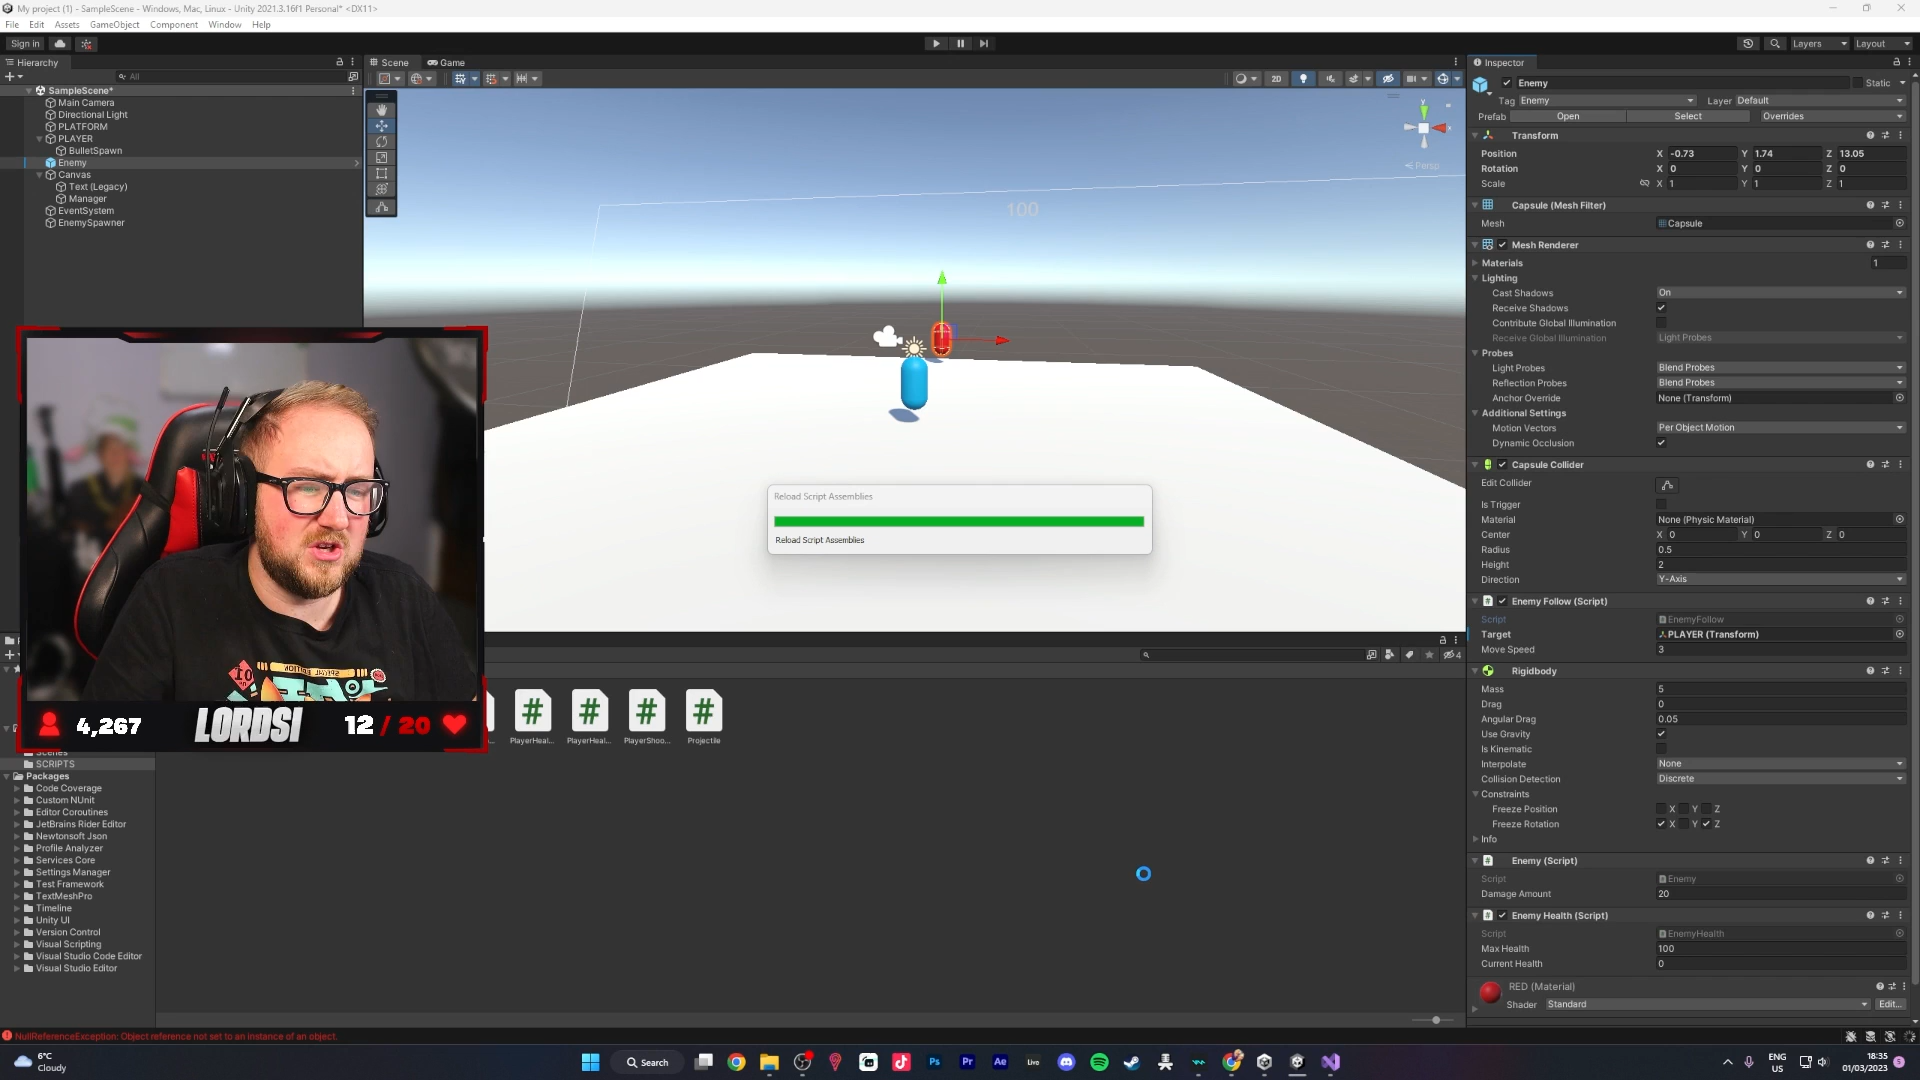 My project (1) - SampleScene - Windows, Mac, Linux - Unity 2021.3.16f1 Personal* <DX11>
File Edit Assets GameObject Component Window Help
Sign in
Layers
Layout
Hierarchy
All
SampleScene*
Main Camera
Directional Light
PLATFORM
PLAYER
BulletSpawn
Enemy
Canvas
Text (Legacy)
Manager
EventSystem
EnemySpawner
Scene
Game
2D
y
Persp
100
Reload Script Assemblies
Reload Script Assemblies
Inspector
Enemy
Static
Tag Enemy
Layer Default
Prefab Open Select Overrides
Transform
Position X -0.73 Y 1.74 Z 13.05
Rotation X 0 Y 0 Z 0
Scale X 1 Y 1 Z 1
Capsule (Mesh Filter)
Mesh Capsule
Mesh Renderer
Materials 1
Lighting
Cast Shadows On
Receive Shadows
Contribute Global Illumination
Receive Global Illumination Light Probes
Probes
Light Probes Blend Probes
Reflection Probes Blend Probes
Anchor Override None (Transform)
Additional Settings
Motion Vectors Per Object Motion
Dynamic Occlusion
Capsule Collider
Edit Collider
Is Trigger
Material None (Physic Material)
Center X 0 Y 0 Z 0
Radius 0.5
Height 2
Direction Y-Axis
Enemy Follow (Script)
Script EnemyFollow
Target PLAYER (Transform)
Move Speed 3
Rigidbody
Mass 5
Drag 0
Angular Drag 0.05
Use Gravity
Is Kinematic
Interpolate None
Collision Detection Discrete
Constraints
Freeze Position X Y Z
Freeze Rotation X Y Z
Info
Enemy (Script)
Script Enemy
Damage Amount 20
Enemy Health (Script)
Script EnemyHealth
Max Health 100
Current Health 0
RED (Material)
Shader Standard Edit...
4
PlayerHeal...
PlayerHeal...
PlayerShoo...
Projectile
4,267
LORDSI
12 / 20
Scenes
SCRIPTS
Packages
Code Coverage
Custom NUnit
Editor Coroutines
JetBrains Rider Editor
Newtonsoft Json
Profile Analyzer
Services Core
Settings Manager
Test Framework
TextMeshPro
Timeline
Unity UI
Version Control
Visual Scripting
Visual Studio Code Editor
Visual Studio Editor
NullReferenceException: Object reference not set to an instance of an object.
6°C
Cloudy
Search
Ps
Pr
Ae
Live
ENG
US
18:35
01/03/2023
5